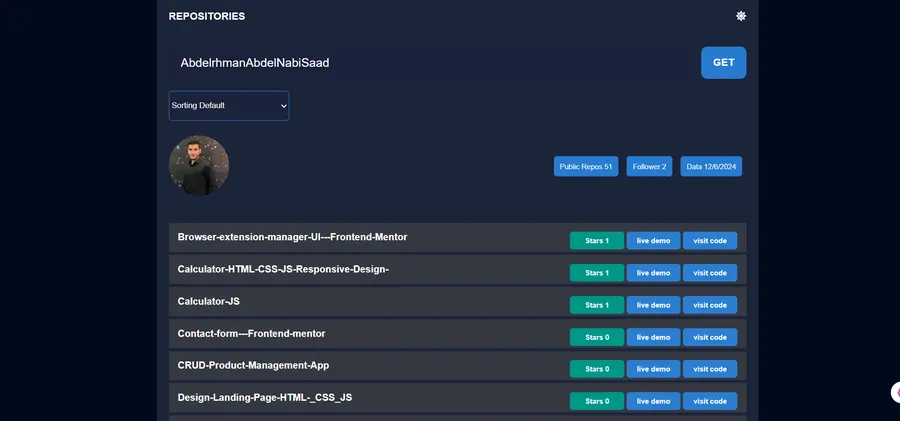 REPOSITORIES
AbdelrhmanAbdelNabiSaad GET
Sorting Default
Public Repos 51 Follower 2 Data 12/6/2024
Browser-extension-manager-UI---Frontend-Mentor Stars 1 live demo visit code
Calculator-HTML-CSS-JS-Responsive-Design- Stars 1 live demo visit code
Calculator-JS Stars 1 live demo visit code
Contact-form---Frontend-mentor Stars 0 live demo visit code
CRUD-Product-Management-App Stars 0 live demo visit code
Design-Landing-Page-HTML-_CSS_JS Stars 0 live demo visit code